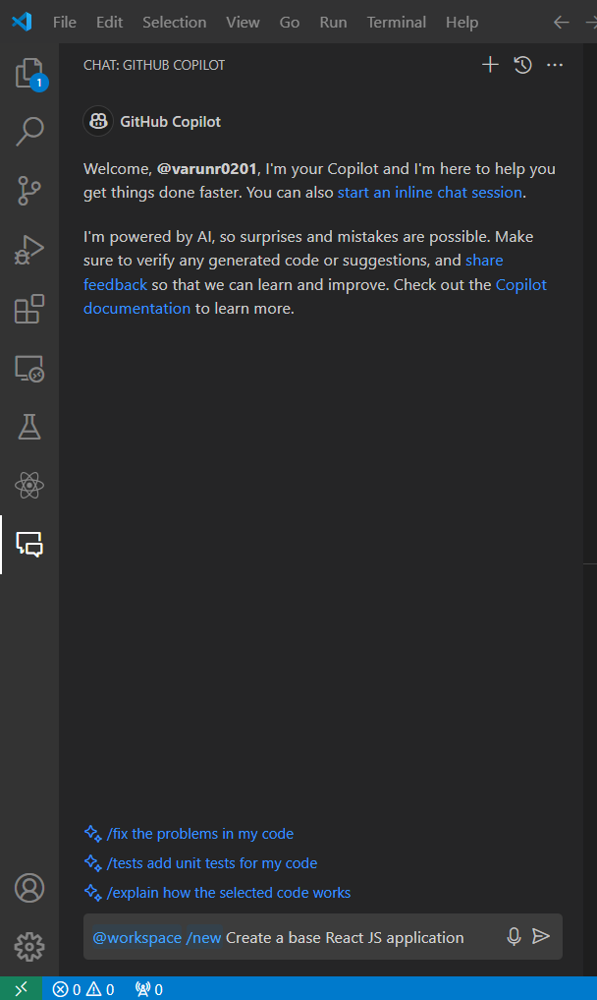 File Edit Selection View Go Run Terminal Help
CHAT: GITHUB COPILOT
1
GitHub Copilot
Welcome, @varunr0201, I'm your Copilot and I'm here to help you
get things done faster. You can also start an inline chat session.
I'm powered by AI, so surprises and mistakes are possible. Make
sure to verify any generated code or suggestions, and share
feedback so that we can learn and improve. Check out the Copilot
documentation to learn more.
/fix the problems in my code
/tests add unit tests for my code
/explain how the selected code works
@workspace /new Create a base React JS application
0 0 0